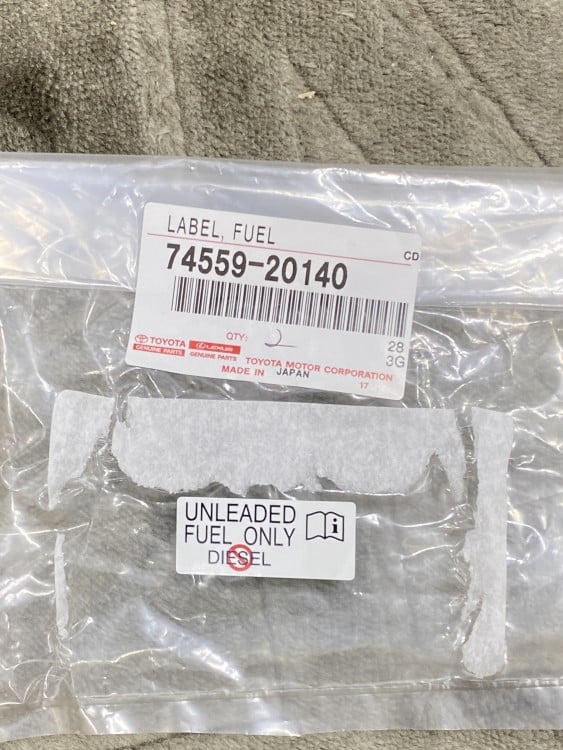 LABEL, FUEL
CD
74559-20140
QTY: 2
28
3G
TOYOTA
GENUINE PARTS
LEXUS
GENUINE PARTS
TOYOTA MOTOR CORPORATION
MADE IN JAPAN
17
UNLEADED
FUEL ONLY
DIESEL
i